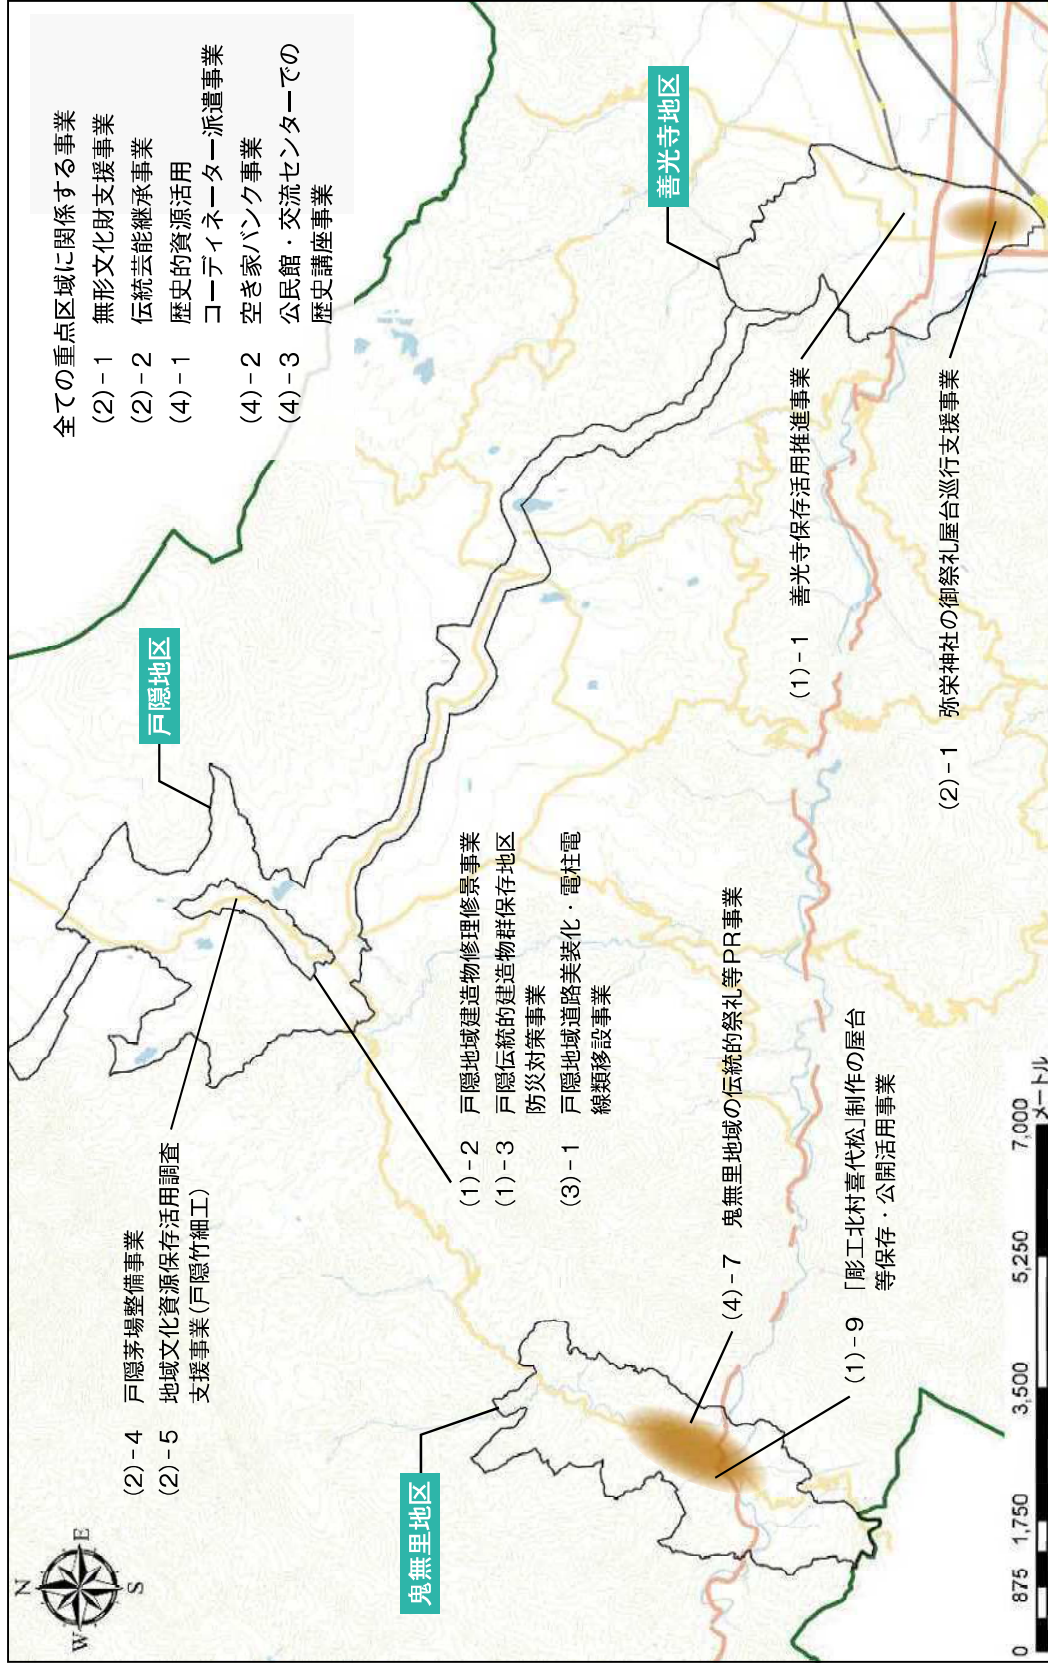 全ての重点区域に関係する事業
(2)-1 無形文化財支援事業
(2)-2 伝統芸能継承事業
(4)-1 歴史的資源活用
コーディネーター派遣事業
(4)-2 空き家バンク事業
(4)-3 公民館・交流センターでの
歴史講座事業
善光寺地区
戸隠地区
鬼無里地区
(2)-4 戸隠茅場整備事業
(2)-5 地域文化資源保存活用調査
支援事業(戸隠竹細工)
(1)-2 戸隠地域建造物修理修景事業
(1)-3 戸隠伝統的建造物群保存地区
防災対策事業
(3)-1 戸隠地域道路美装化・電柱電
線類移設事業
(1)-1 善光寺保存活用推進事業
(2)-1 弥栄神社の御祭礼屋台巡行支援事業
(4)-7 鬼無里地域の伝統的祭礼等PR事業
(1)-9 「彫工北村喜代松」制作の屋台
等保存・公開活用事業
N
W
E
S
0 875 1,750 3,500 5,250 7,000
メートル